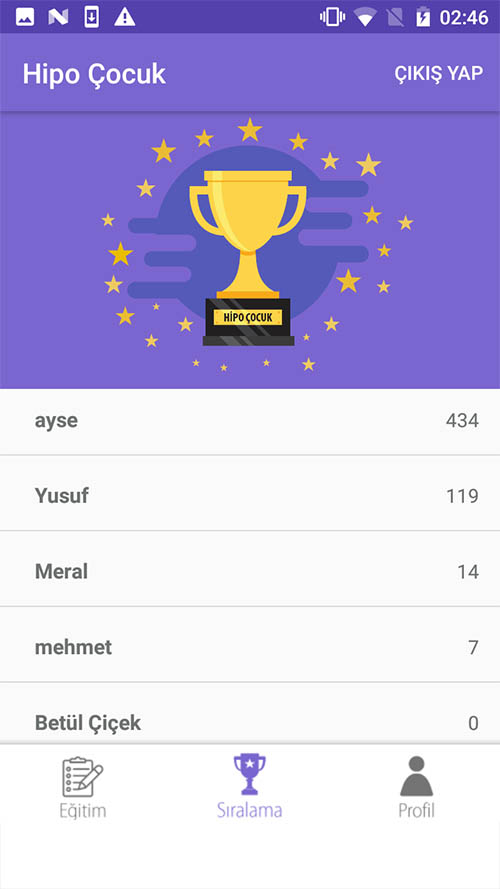 02:46
Hipo Çocuk
ÇIKIŞ YAP
HİPO ÇOCUK
ayse 434
Yusuf 119
Meral 14
mehmet 7
Betül Çiçek 0
Eğitim Sıralama Profil